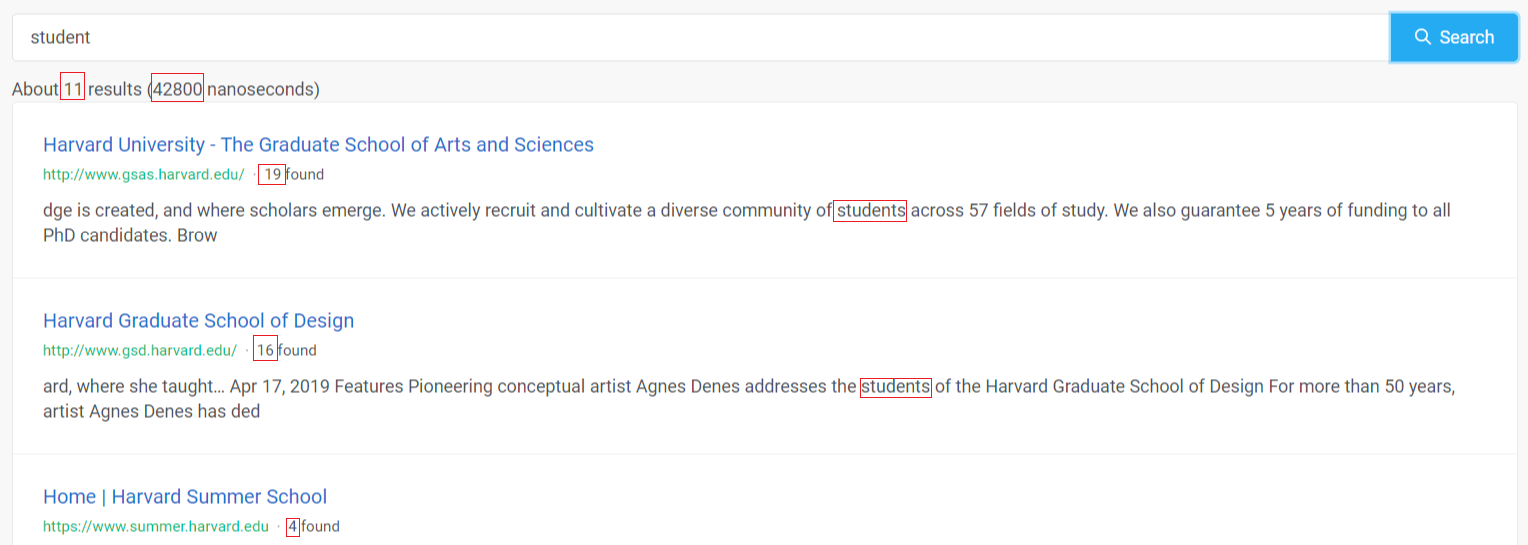 student
Search
About 11 results (42800 nanoseconds)
Harvard University - The Graduate School of Arts and Sciences
http://www.gsas.harvard.edu/ · 19 found
dge is created, and where scholars emerge. We actively recruit and cultivate a diverse community of students across 57 fields of study. We also guarantee 5 years of funding to all
PhD candidates. Brow
Harvard Graduate School of Design
http://www.gsd.harvard.edu/ · 16 found
ard, where she taught… Apr 17, 2019 Features Pioneering conceptual artist Agnes Denes addresses the students of the Harvard Graduate School of Design For more than 50 years,
artist Agnes Denes has ded
Home | Harvard Summer School
https://www.summer.harvard.edu · 4 found